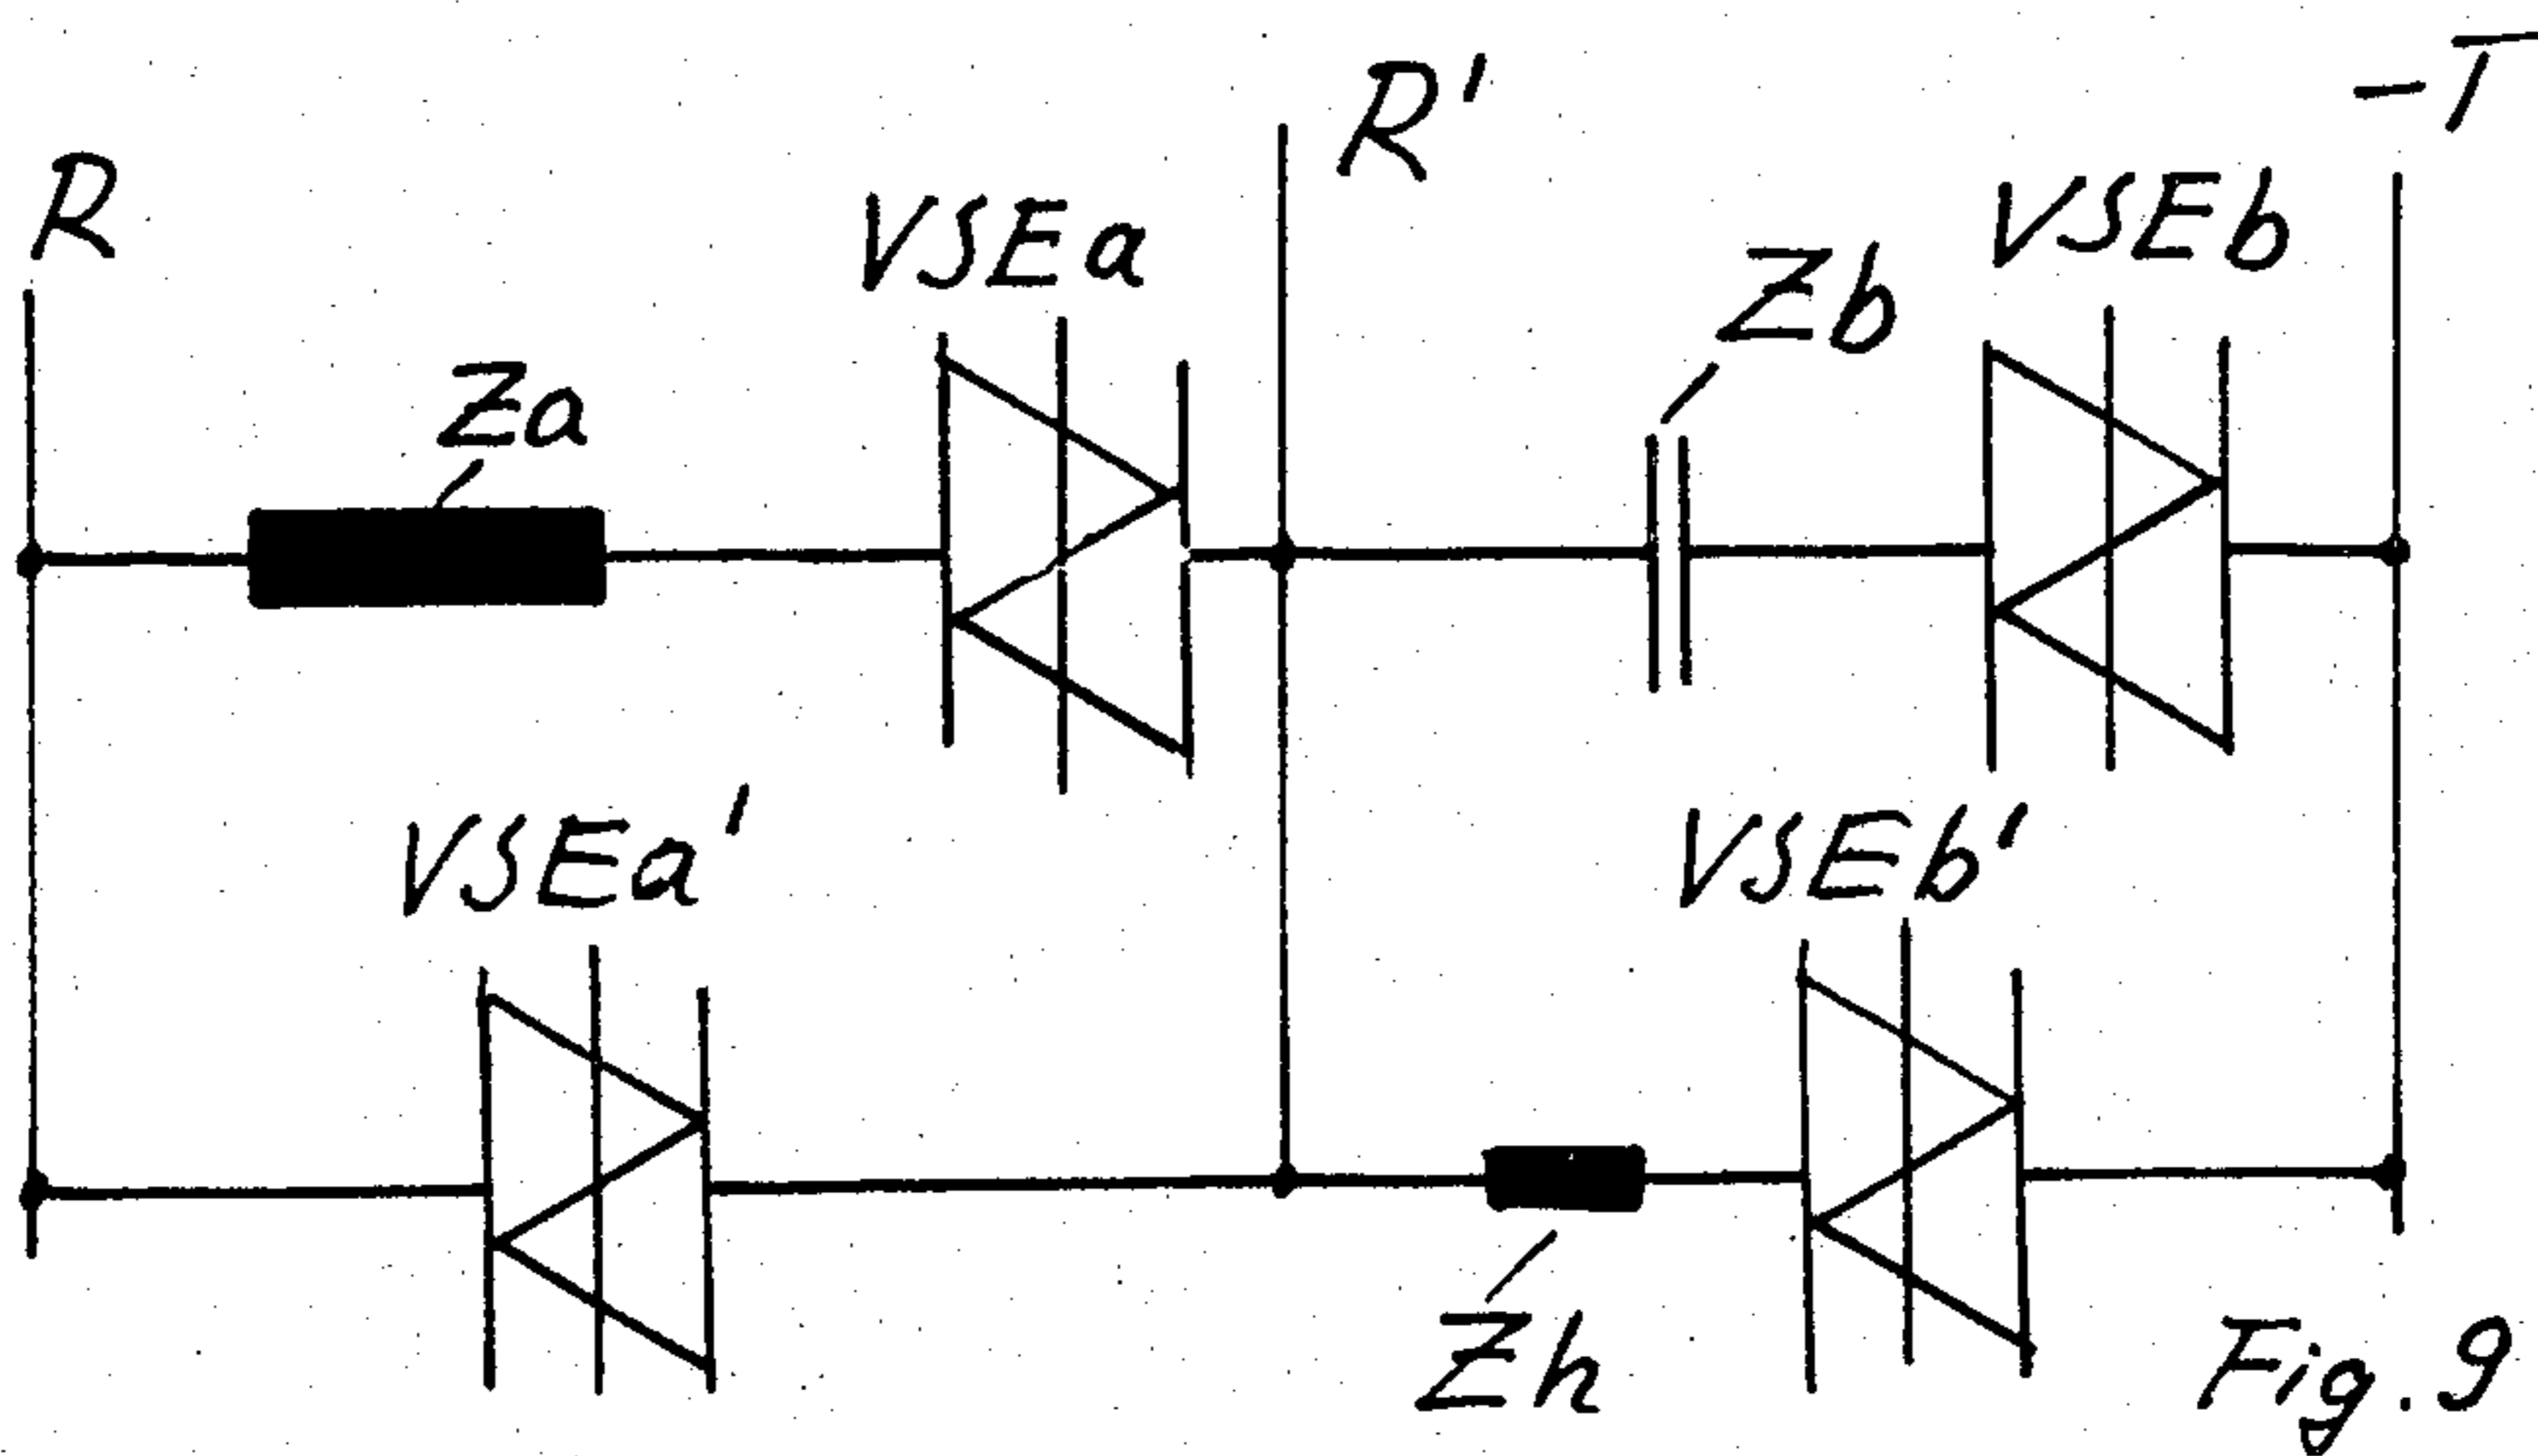 R
R'
-T
VSEa
VSEb
Zb
Za
VSEa'
VSEb'
Zh
Fig. 9